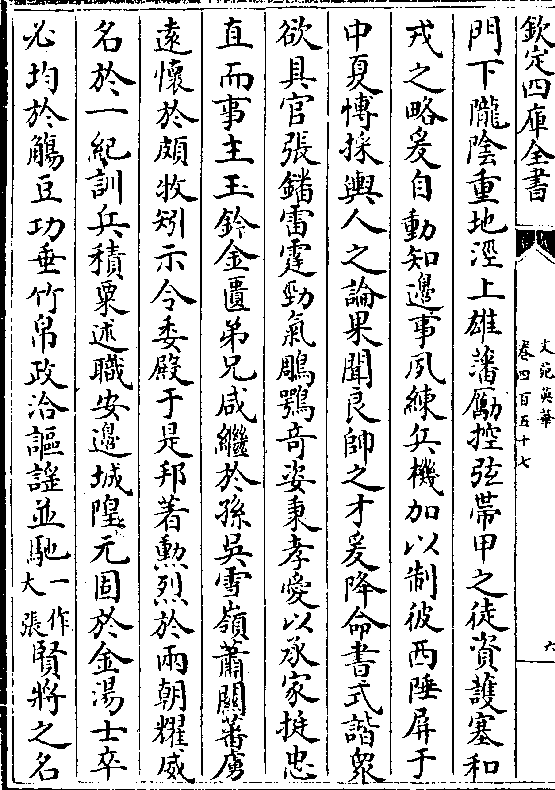 欽定四庫全書
文苑英華
卷四百五十七
六
門下隴陰重地涇上雄藩勵控弦帶甲之徒資護塞和
戎之略爰自動知邊事夙練兵機加以制彼西陲屏于
中夏慱採輿人之論果聞良帥之才爰降命書式諧衆
欲具官張鐇雷霆勁氣鵰鶚奇姿秉孝愛以承家挺忠
直而事主玉鈐金匱弟兄咸繼於孫吳雪嶺蕭關蕃虜
遠懷於頗牧矧示令委殿于是邦著勲烈於兩朝耀威
名於一紀訓兵積粟述職安邊城隍亢固於金湯士卒
必均於觴豆功垂竹帛政洽謳謡並馳一作大張賢將之名